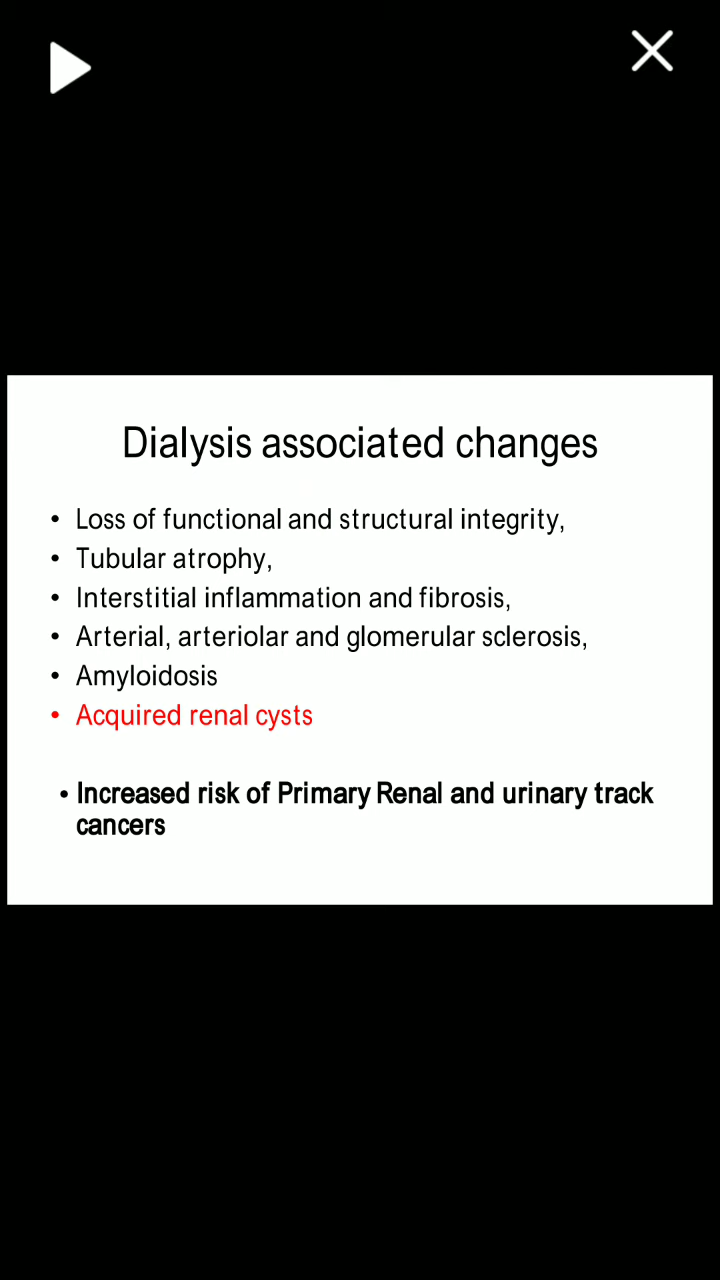 Dialysis associated changes
• Loss of functional and structural integrity,
• Tubular atrophy,
• Interstitial inflammation and fibrosis,
• Arterial, arteriolar and glomerular sclerosis,
• Amyloidosis
• Acquired renal cysts
• Increased risk of Primary Renal and urinary track
cancers